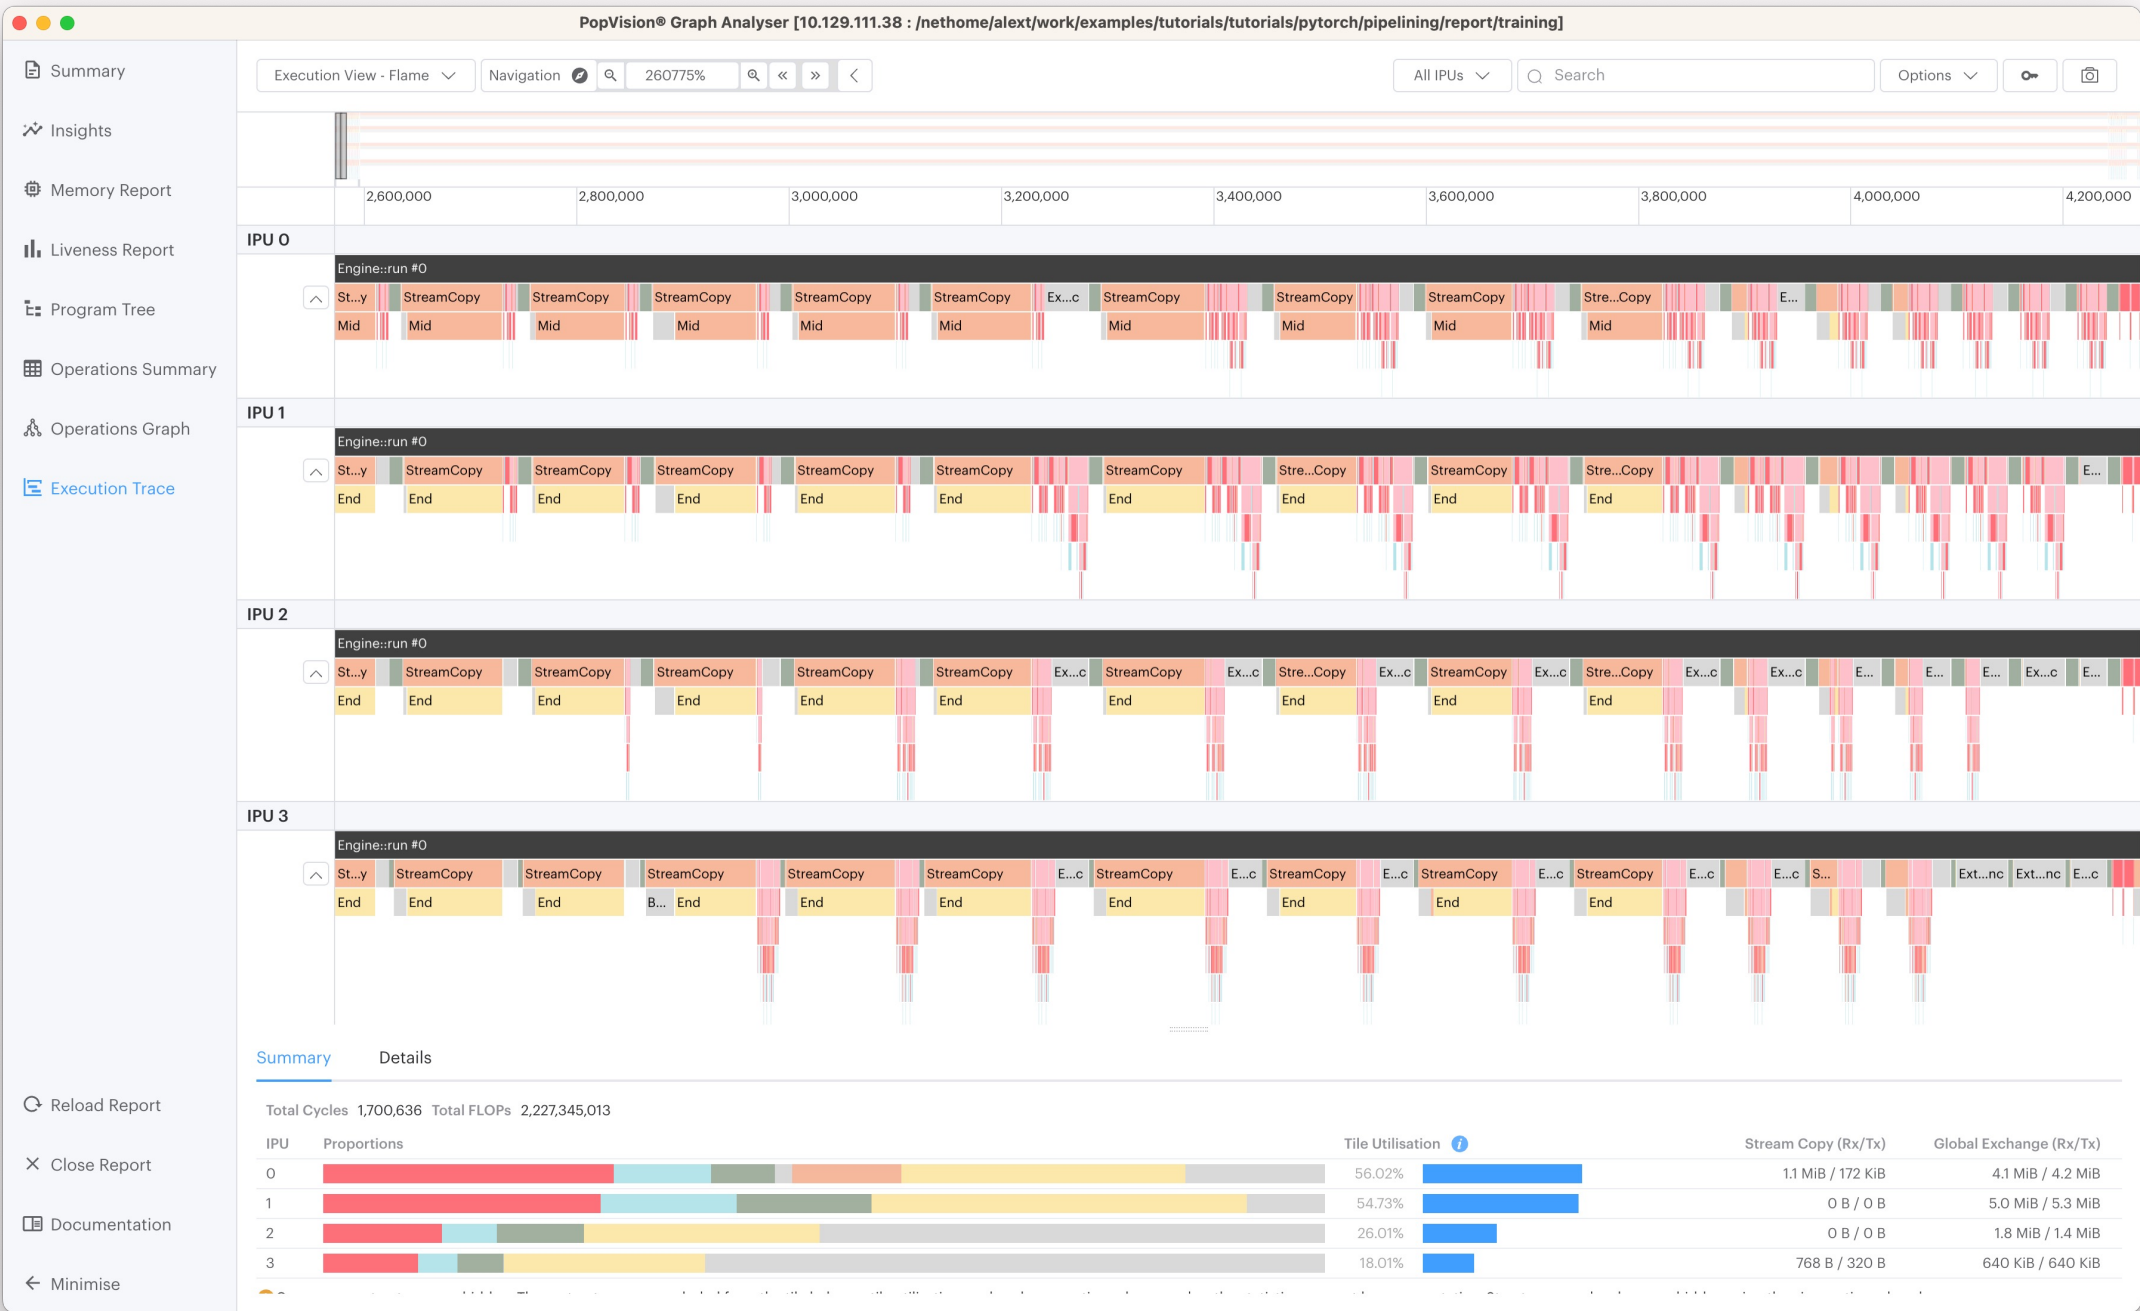 PopVision® Graph Analyser [10.129.111.38 : /nethome/alext/work/examples/tutorials/tutorials/pytorch/pipelining/report/training]
Summary
Insights
Memory Report
Liveness Report
Program Tree
Operations Summary
Operations Graph
Execution Trace
Reload Report
Close Report
Documentation
Minimise
Execution View - Flame Navigation 260775% All IPUs Search Options
2,600,000 2,800,000 3,000,000 3,200,000 3,400,000 3,600,000 3,800,000 4,000,000 4,200,000
IPU 0
Engine::run #0
St...y StreamCopy StreamCopy StreamCopy StreamCopy StreamCopy Ex...c StreamCopy StreamCopy StreamCopy Stre...Copy E...
Mid Mid Mid Mid Mid Mid Mid Mid Mid Mid
IPU 1
Engine::run #0
St...y StreamCopy StreamCopy StreamCopy StreamCopy StreamCopy StreamCopy Stre...Copy StreamCopy Stre...Copy E...
End End End End End End End End End End
IPU 2
Engine::run #0
St...y StreamCopy StreamCopy StreamCopy StreamCopy StreamCopy Ex...c StreamCopy Ex...c Stre...Copy Ex...c StreamCopy Ex...c Stre...Copy Ex...c Ex...c E... E... E... Ex...c E...
End End End End End End End End End End
IPU 3
Engine::run #0
St...y StreamCopy StreamCopy StreamCopy StreamCopy StreamCopy E...c StreamCopy E...c StreamCopy E...c StreamCopy E...c StreamCopy E...c E...c S... Ext...nc Ext...nc E...c
End End End B... End End End End End End End
Summary Details
Total Cycles 1,700,636 Total FLOPs 2,227,345,013
IPU Proportions Tile Utilisation Stream Copy (Rx/Tx) Global Exchange (Rx/Tx)
0 56.02% 1.1 MiB / 172 KiB 4.1 MiB / 4.2 MiB
1 54.73% 0 B / 0 B 5.0 MiB / 5.3 MiB
2 26.01% 0 B / 0 B 1.8 MiB / 1.4 MiB
3 18.01% 768 B / 320 B 640 KiB / 640 KiB